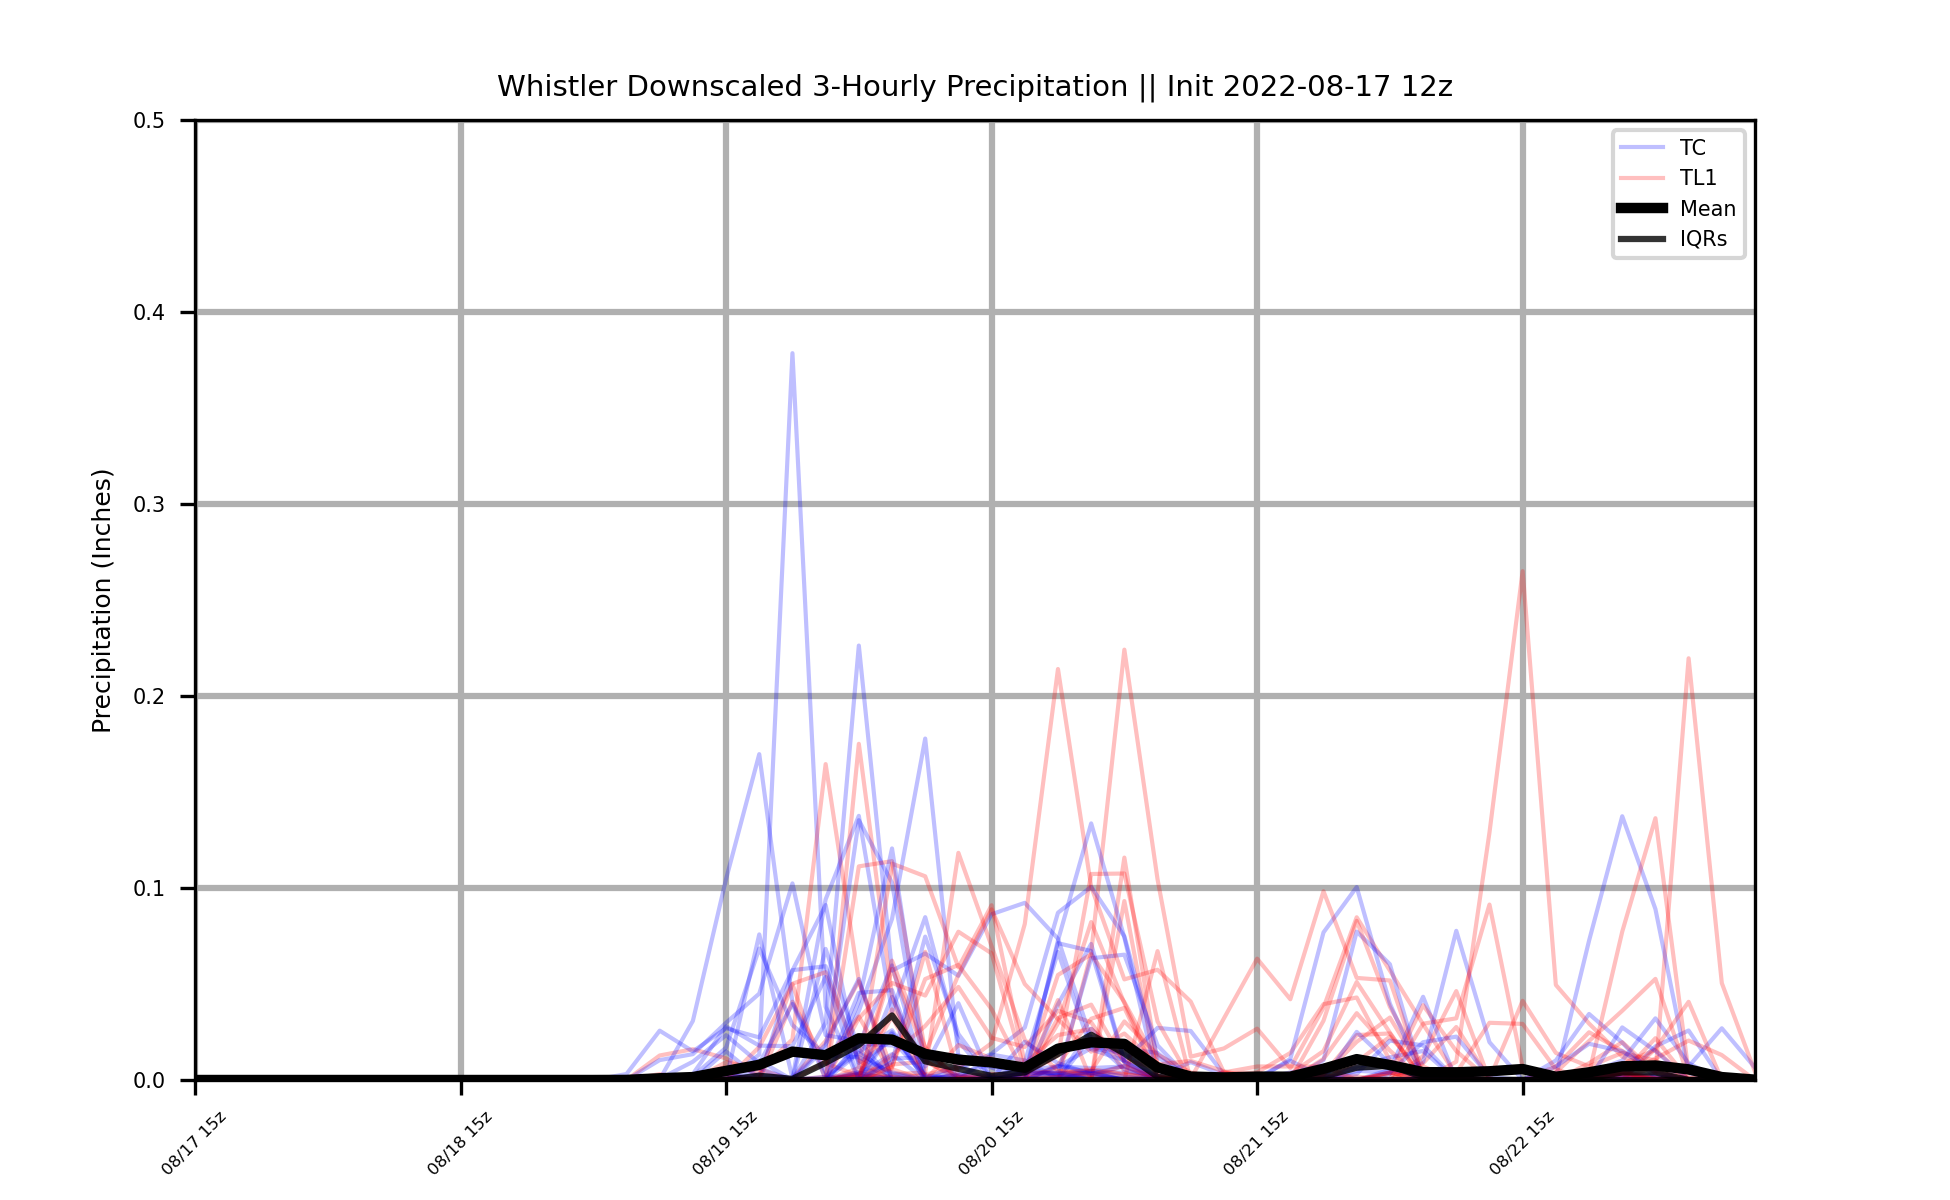 Whistler Downscaled 3-Hourly Precipitation || Init 2022-08-17 12z
Precipitation (Inches)
0.5
0.4
0.3
0.2
0.1
0.0
TC
TL1
Mean
IQRs
08/17 15z
08/18 15z
08/19 15z
08/20 15z
08/21 15z
08/22 15z